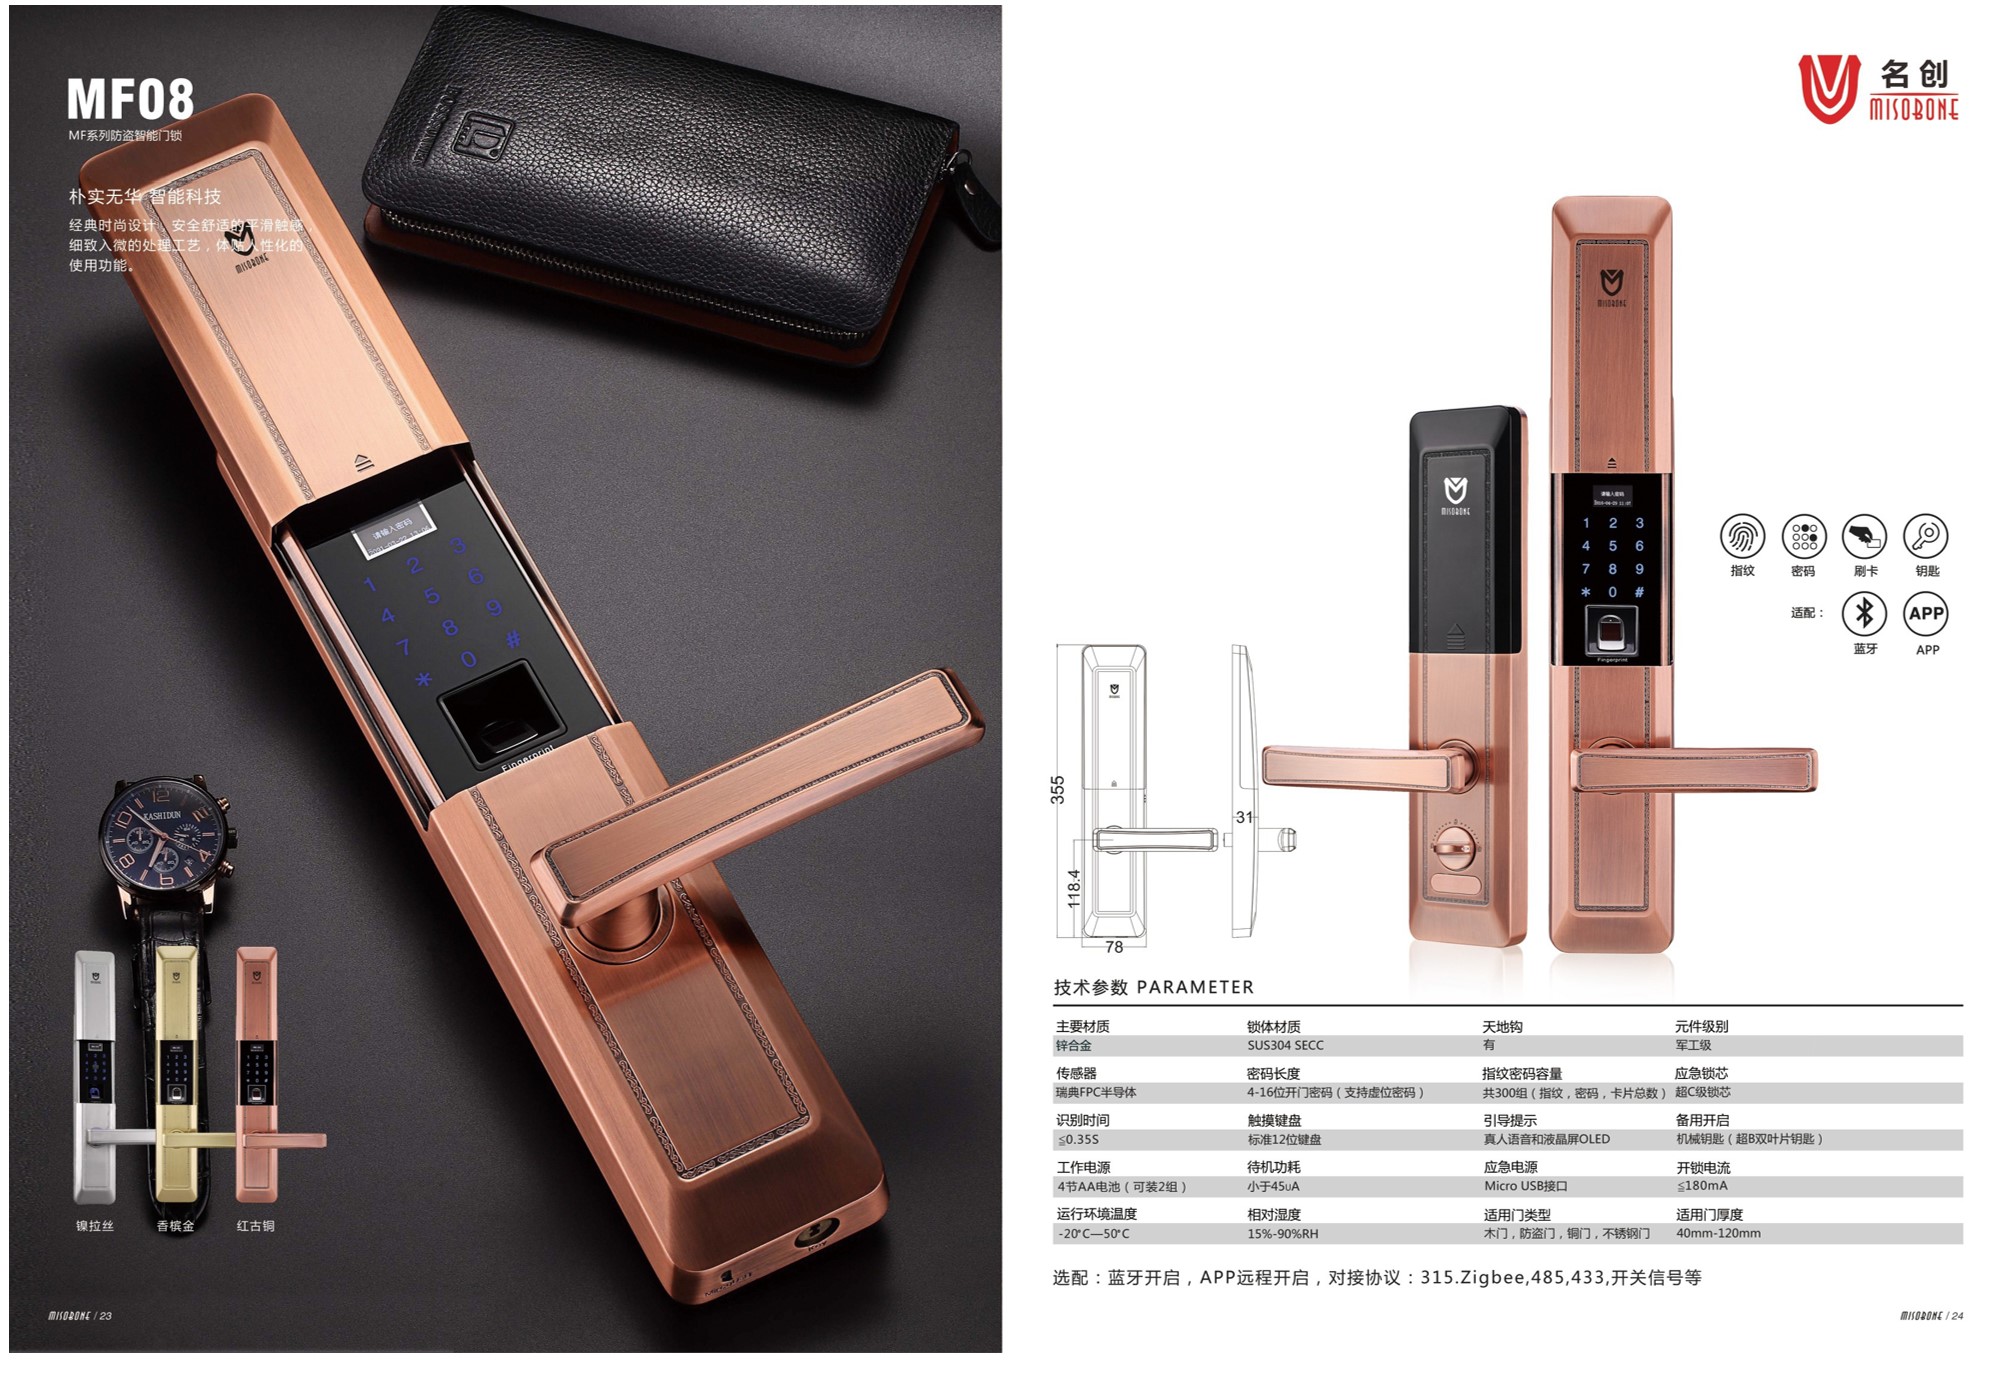 MF08
MF系列防盗智能门锁
朴实无华 智能科技
经典时尚设计，安全舒适的平滑触感，
细致入微的处理工艺，体贴人性化的
使用功能。
MISOBONE
请输入密码
1 2 3
4 5 6
7 8 9
* 0 #
Fingerprint
KASHIDUN
镍拉丝
香槟金
红古铜
MISOBONE / 23
名创
MISOBONE
MISOBONE
MISOBONE
请输入密码
1 2 3
4 5 6
7 8 9
* 0 #
Fingerprint
指纹
密码
刷卡
钥匙
适配：
APP
蓝牙
APP
355
118.4
78
31
技术参数 PARAMETER
主要材质 锁体材质 天地钩 元件级别
锌合金 SUS304 SECC 有 军工级
传感器 密码长度 指纹密码容量 应急锁芯
瑞典FPC半导体 4-16位开门密码（支持虚位密码） 共300组（指纹，密码，卡片总数） 超C级锁芯
识别时间 触摸键盘 引导提示 备用开启
≦0.35S 标准12位键盘 真人语音和液晶屏OLED 机械钥匙（超B双叶片钥匙）
工作电源 待机功耗 应急电源 开锁电流
4节AA电池（可装2组） 小于45uA Micro USB接口 ≦180mA
运行环境温度 相对湿度 适用门类型 适用门厚度
-20°C—50°C 15%-90%RH 木门，防盗门，铜门，不锈钢门 40mm-120mm
选配：蓝牙开启，APP远程开启，对接协议：315.Zigbee,485,433,开关信号等
MISOBONE / 24